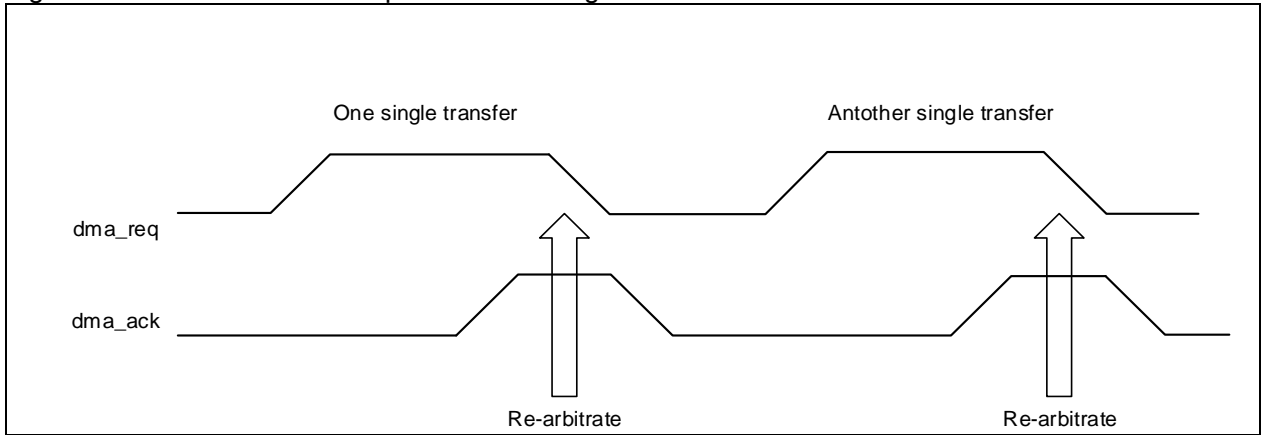 One single transfer
Antother single transfer
dma_req
dma_ack
Re-arbitrate
Re-arbitrate